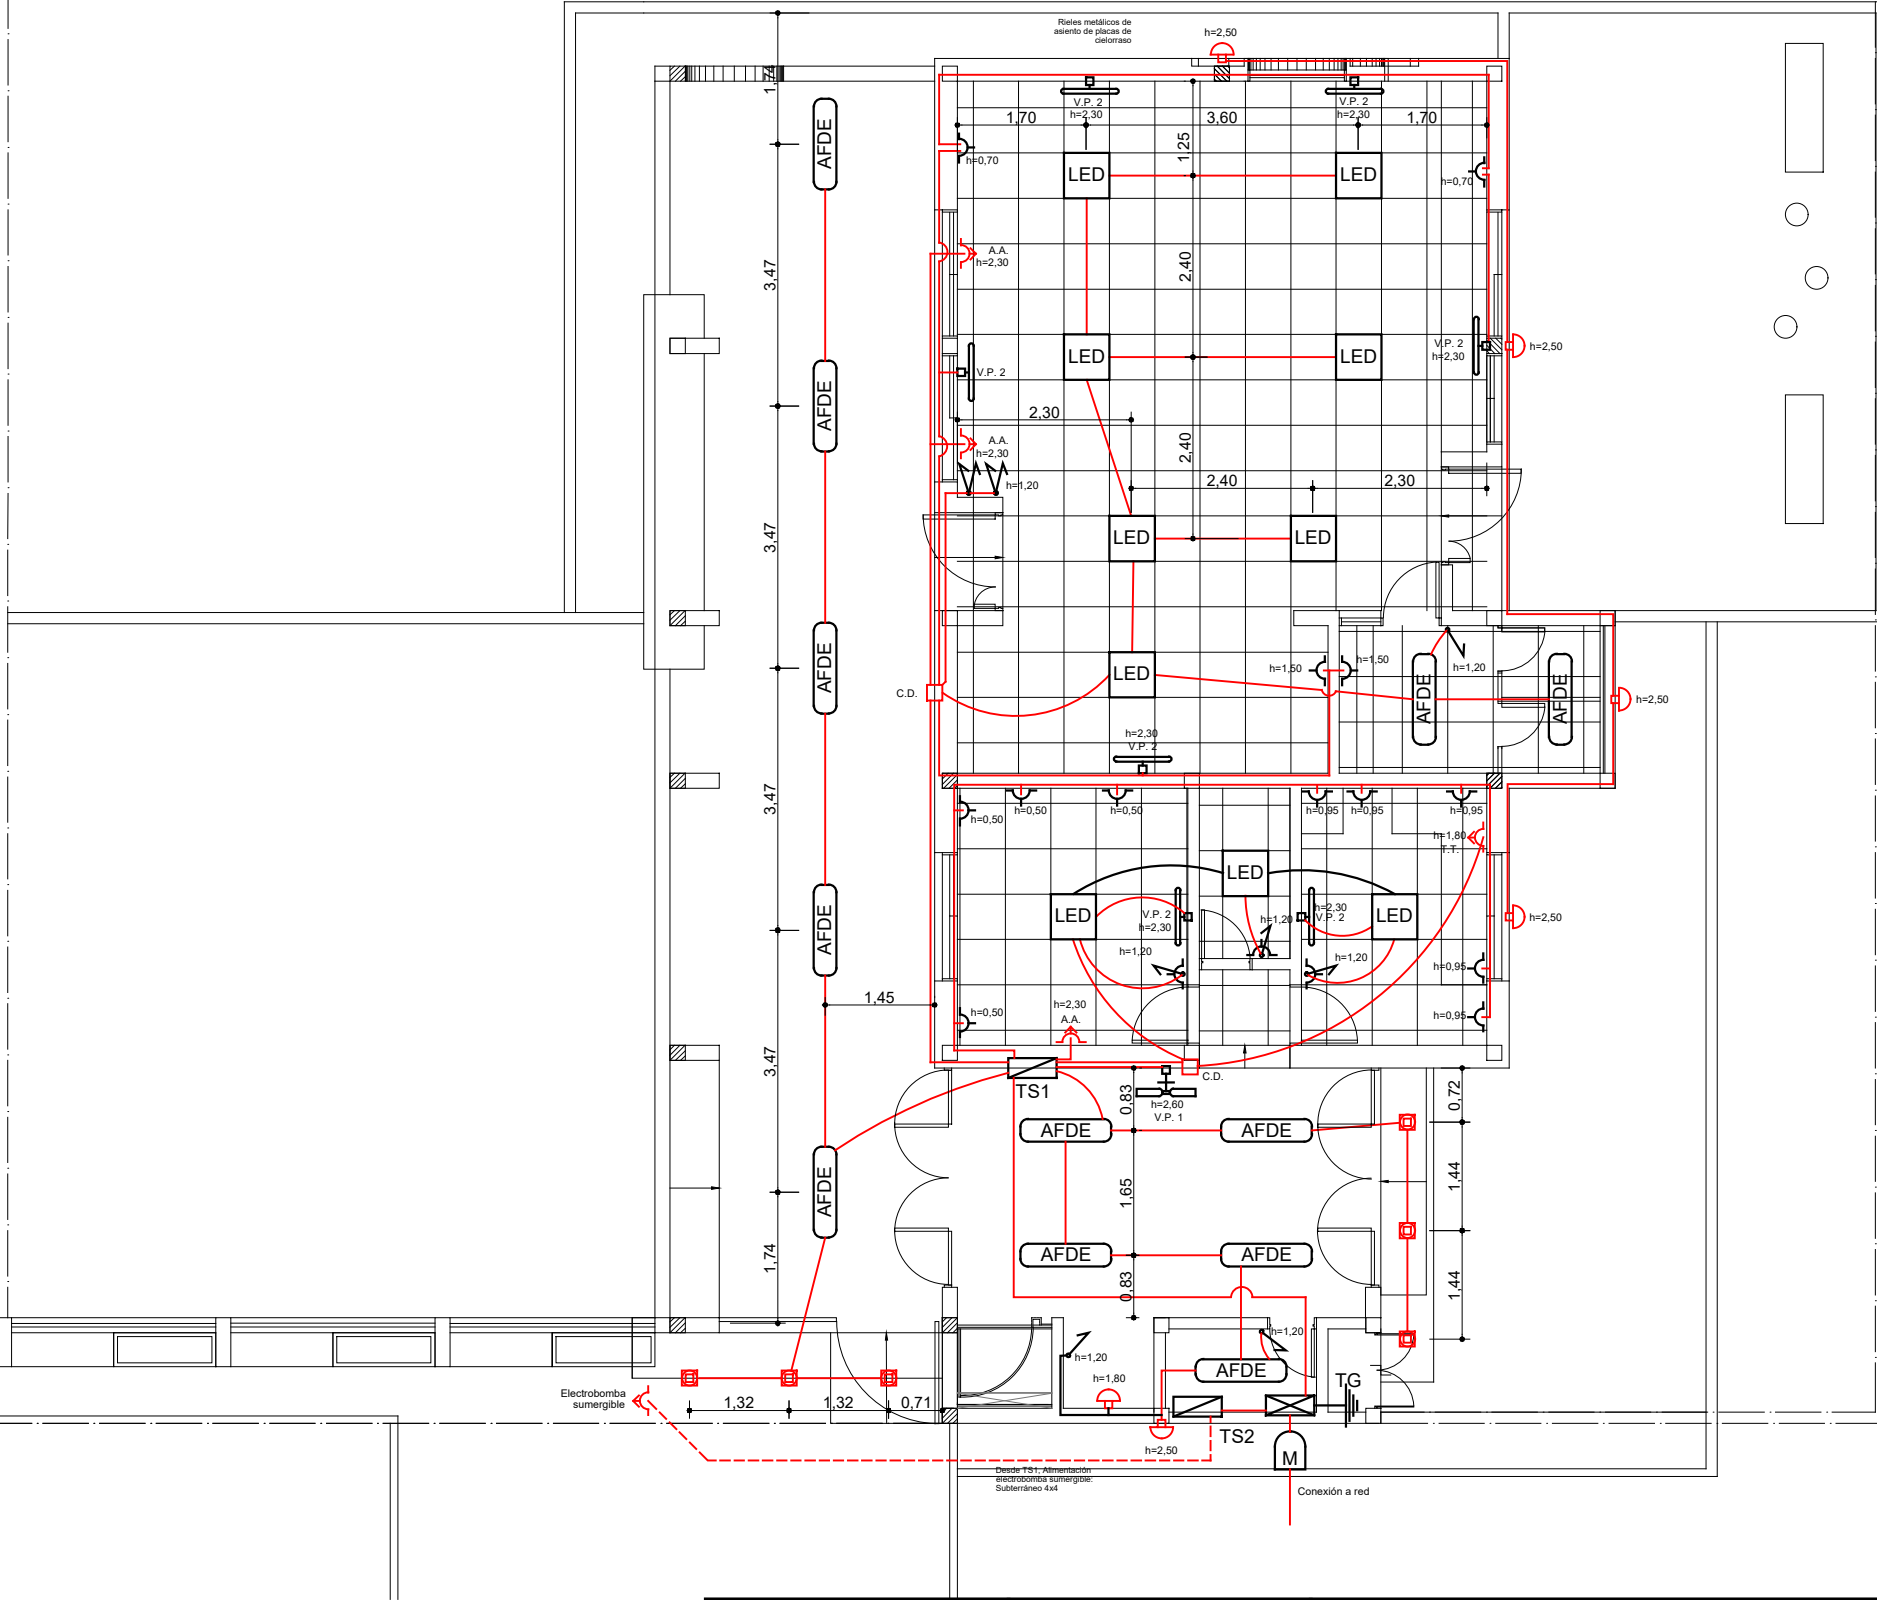 Rieles metálicos de
asiento de placas de
cielorraso
h=2,50
1,74
AFDE
V.P. 2
h=2,30
V.P. 2
h=2,30
1,70
3,60
1,70
1,25
h=0,70
LED
LED
h=0,70
3,47
A.A.
h=2,30
2,40
AFDE
LED
LED
V.P. 2
h=2,30
h=2,50
V.P. 2
2,30
A.A.
h=2,30
2,40
h=1,20
2,40
2,30
3,47
LED
LED
AFDE
LED
h=1,50
h=1,50
h=1,20
AFDE
AFDE
C.D.
h=2,50
h=2,30
V.P. 2
3,47
h=0,50
h=0,50
h=0,50
h=0,95
h=0,95
h=0,95
h=1,80
T.T.
LED
AFDE
LED
V.P. 2
h=2,30
h=1,20
h=2,30
V.P. 2
LED
h=2,50
h=1,20
h=1,20
h=0,95
1,45
h=0,50
h=2,30
A.A.
h=0,95
3,47
TS1
C.D.
0,83
h=2,60
V.P. 1
0,72
AFDE
AFDE
AFDE
1,65
1,44
1,74
AFDE
AFDE
0,83
1,44
h=1,20
h=1,20
AFDE
h=1,80
TG
Electrobomba
sumergible
1,32
1,32
0,71
TS2
h=2,50
M
Desde TS1, Alimentación
electrobomba sumergible:
Subterráneo 4x4
Conexión a red